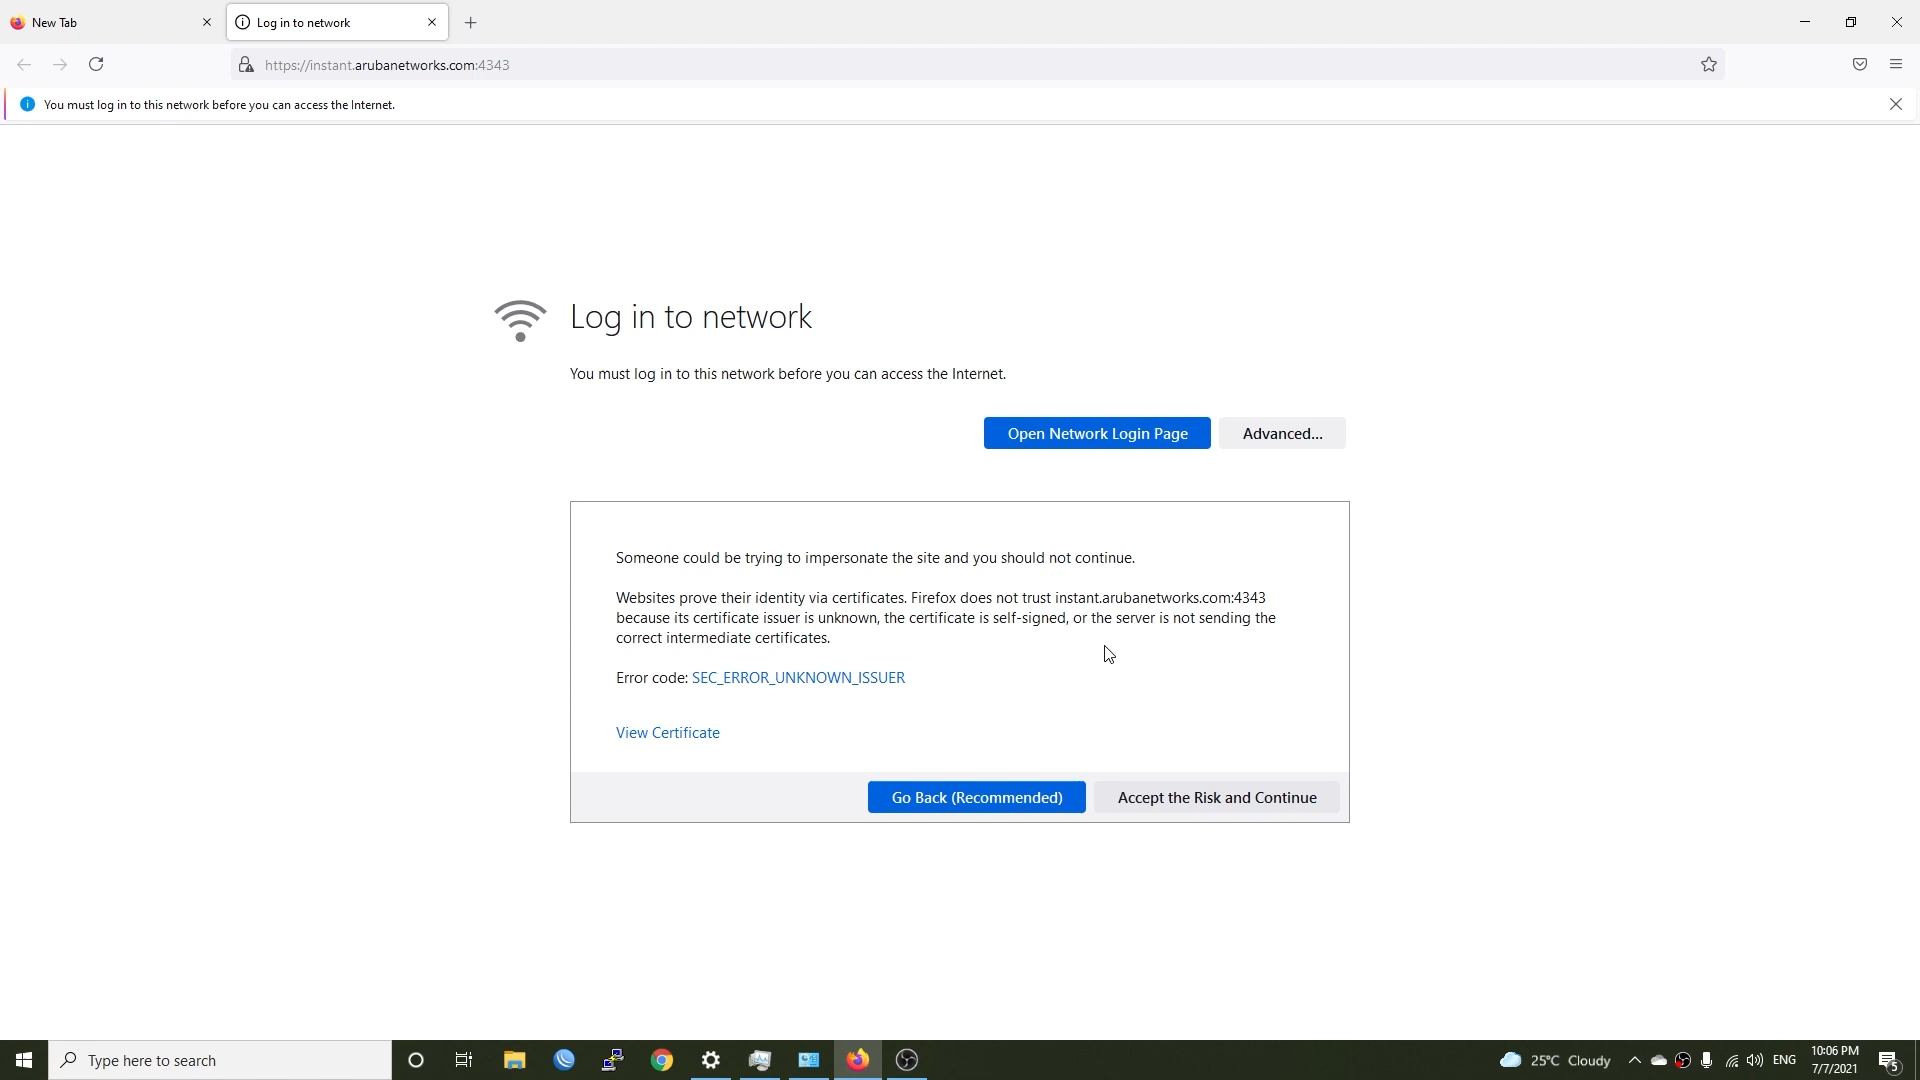 New Tab
Log in to network
https://instant.arubanetworks.com:4343
You must log in to this network before you can access the Internet.
Log in to network
You must log in to this network before you can access the Internet.
Open Network Login Page
Advanced...
Someone could be trying to impersonate the site and you should not continue.
Websites prove their identity via certificates. Firefox does not trust instant.arubanetworks.com:4343
because its certificate issuer is unknown, the certificate is self-signed, or the server is not sending the
correct intermediate certificates.
Error code: SEC_ERROR_UNKNOWN_ISSUER
View Certificate
Go Back (Recommended)
Accept the Risk and Continue
Type here to search
25°C Cloudy
ENG
10:06 PM
7/7/2021
5